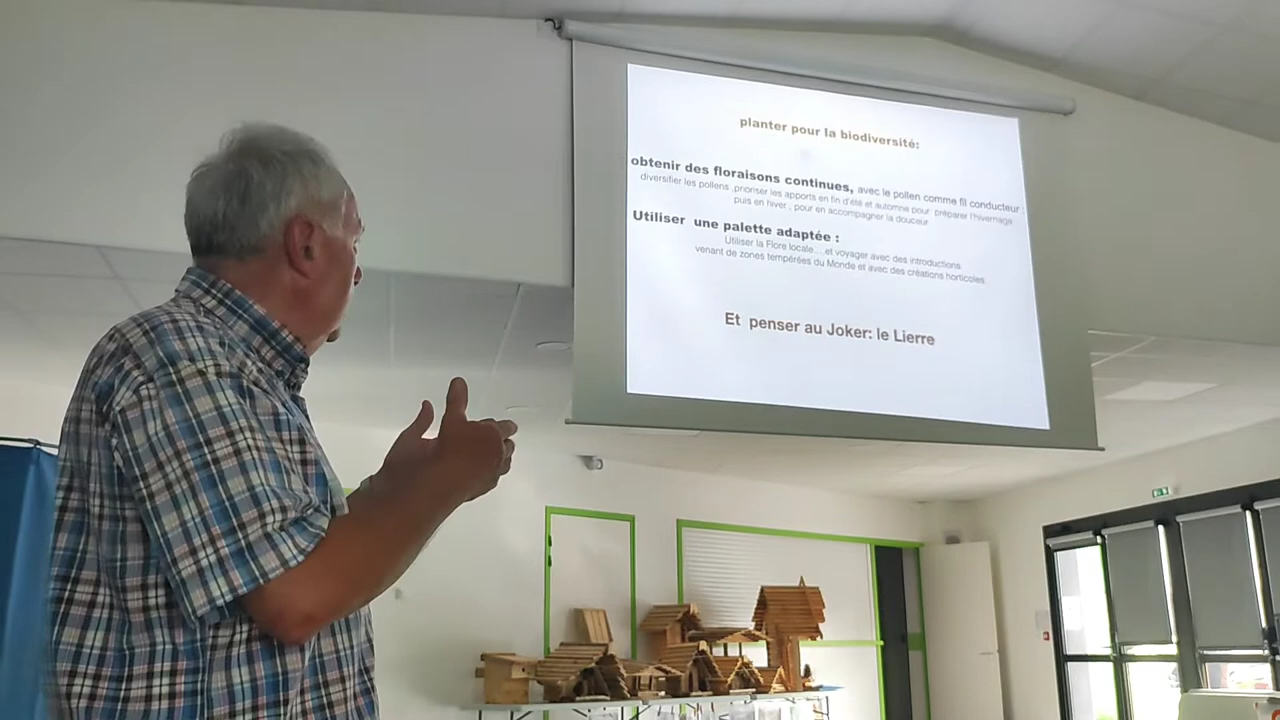 planter pour la biodiversité:
obtenir des floraisons continues, avec le pollen comme fil conducteur :
diversifier les pollens ,prioriser les apports en fin d'été et automne pour préparer l'hivernage
puis en hiver , pour en accompagner la douceur
Utiliser une palette adaptée :
Utiliser la Flore locale....et voyager avec des introductions
venant de zones tempérées du Monde et avec des créations horticoles.
Et penser au Joker: le Lierre